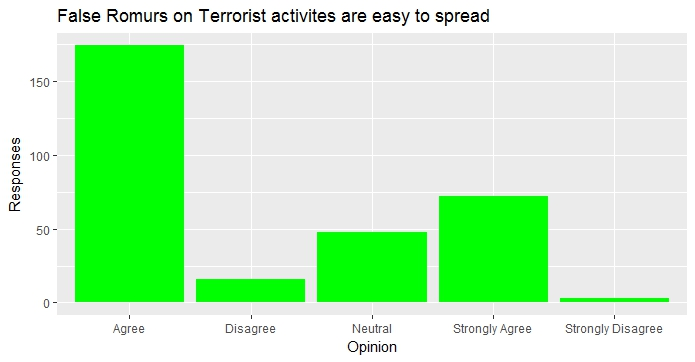 False Romurs on Terrorist activites are easy to spread
Responses
150
100
50
0
Agree Disagree Neutral Strongly Agree Strongly Disagree
Opinion